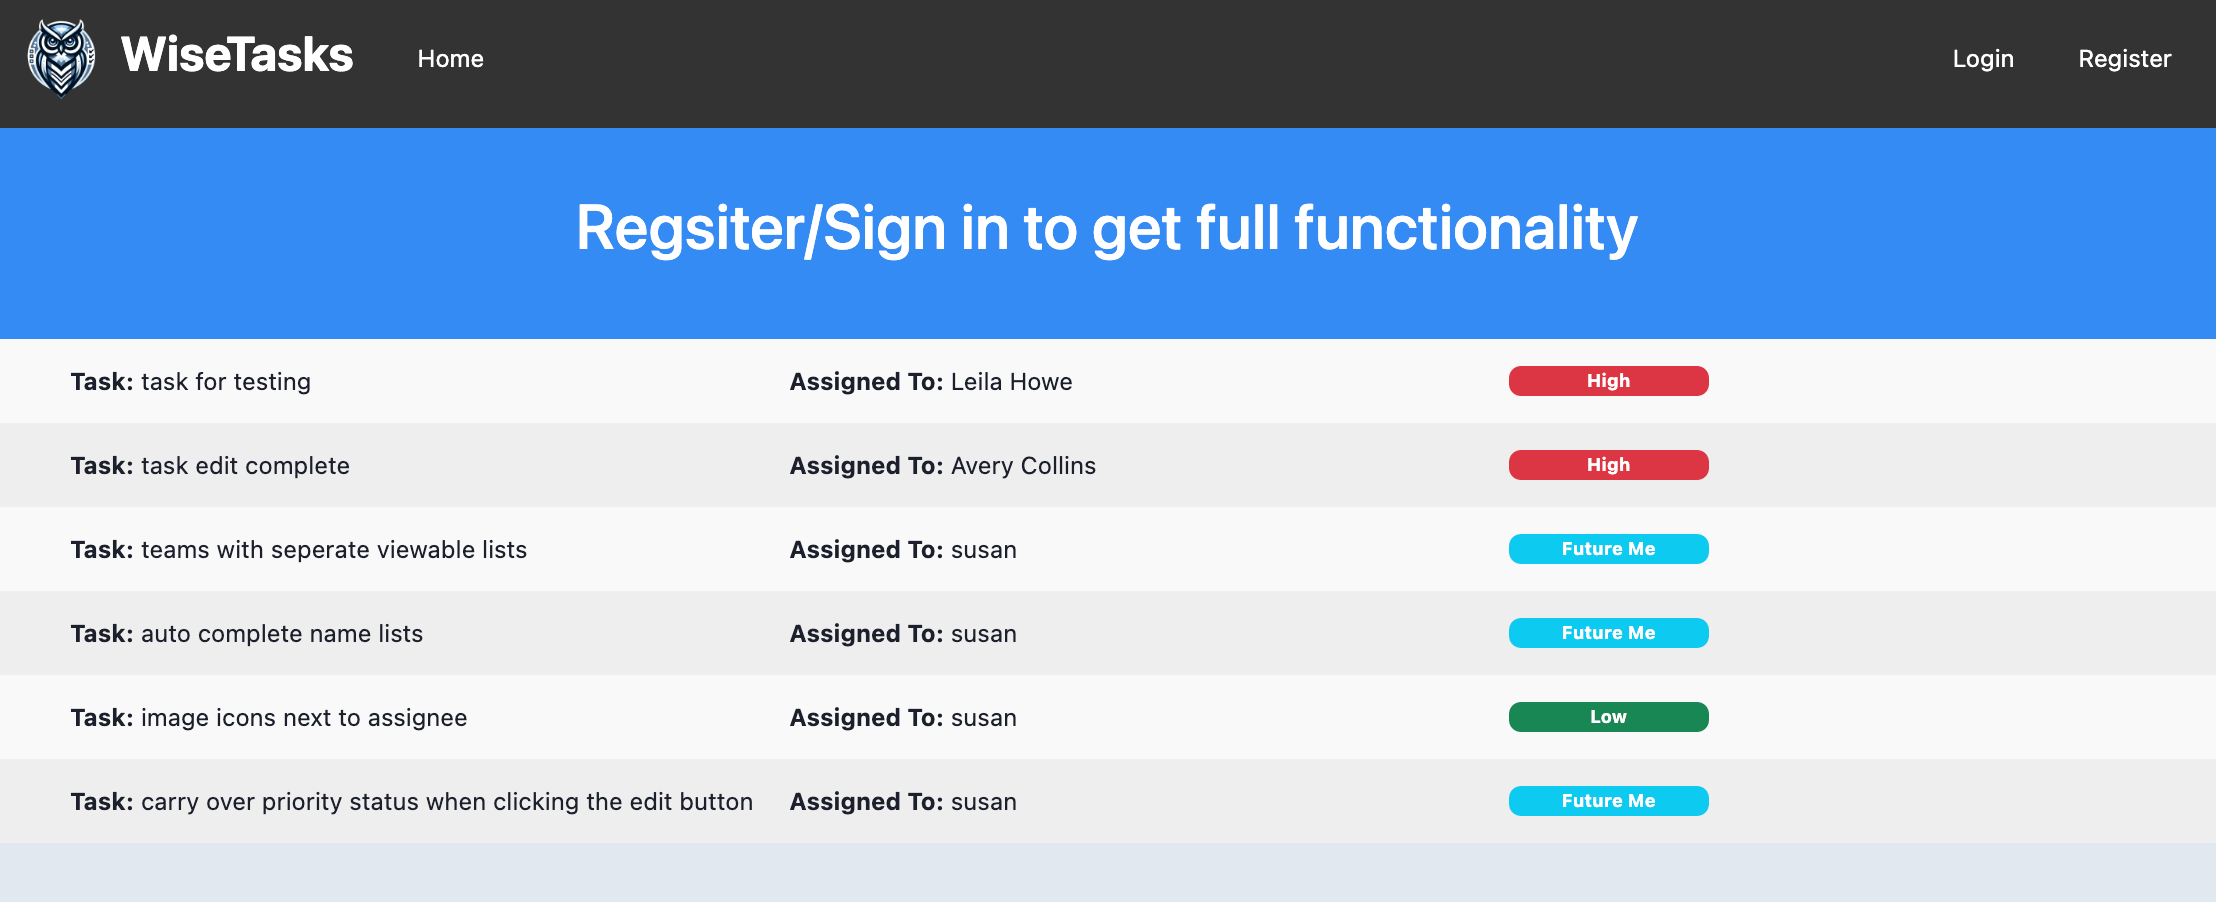 WiseTasks Home Login Register
Regsiter/Sign in to get full functionality
Task: task for testing Assigned To: Leila Howe High
Task: task edit complete Assigned To: Avery Collins High
Task: teams with seperate viewable lists Assigned To: susan Future Me
Task: auto complete name lists Assigned To: susan Future Me
Task: image icons next to assignee Assigned To: susan Low
Task: carry over priority status when clicking the edit button Assigned To: susan Future Me